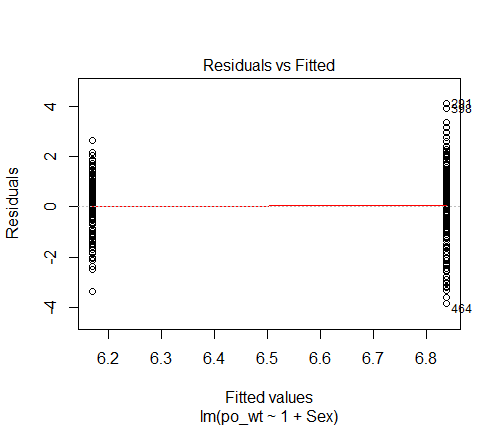 Residuals vs Fitted
Residuals
4
2
0
-2
-4
398
464
6.2 6.3 6.4 6.5 6.6 6.7 6.8
Fitted values
lm(po_wt ~ 1 + Sex)